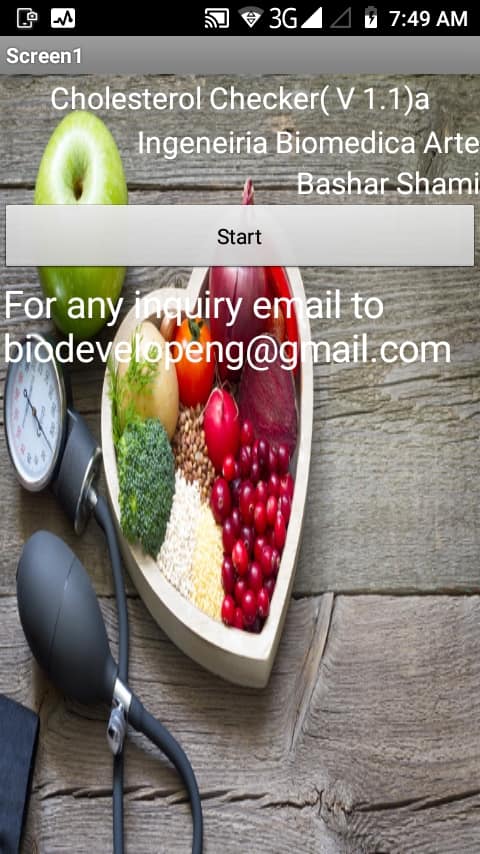 3G 7:49 AM
Screen1
Cholesterol Checker( V 1.1)a
Ingeneiria Biomedica Arte
Bashar Shami
Start
For any inquiry email to
biodevelopeng@gmail.com